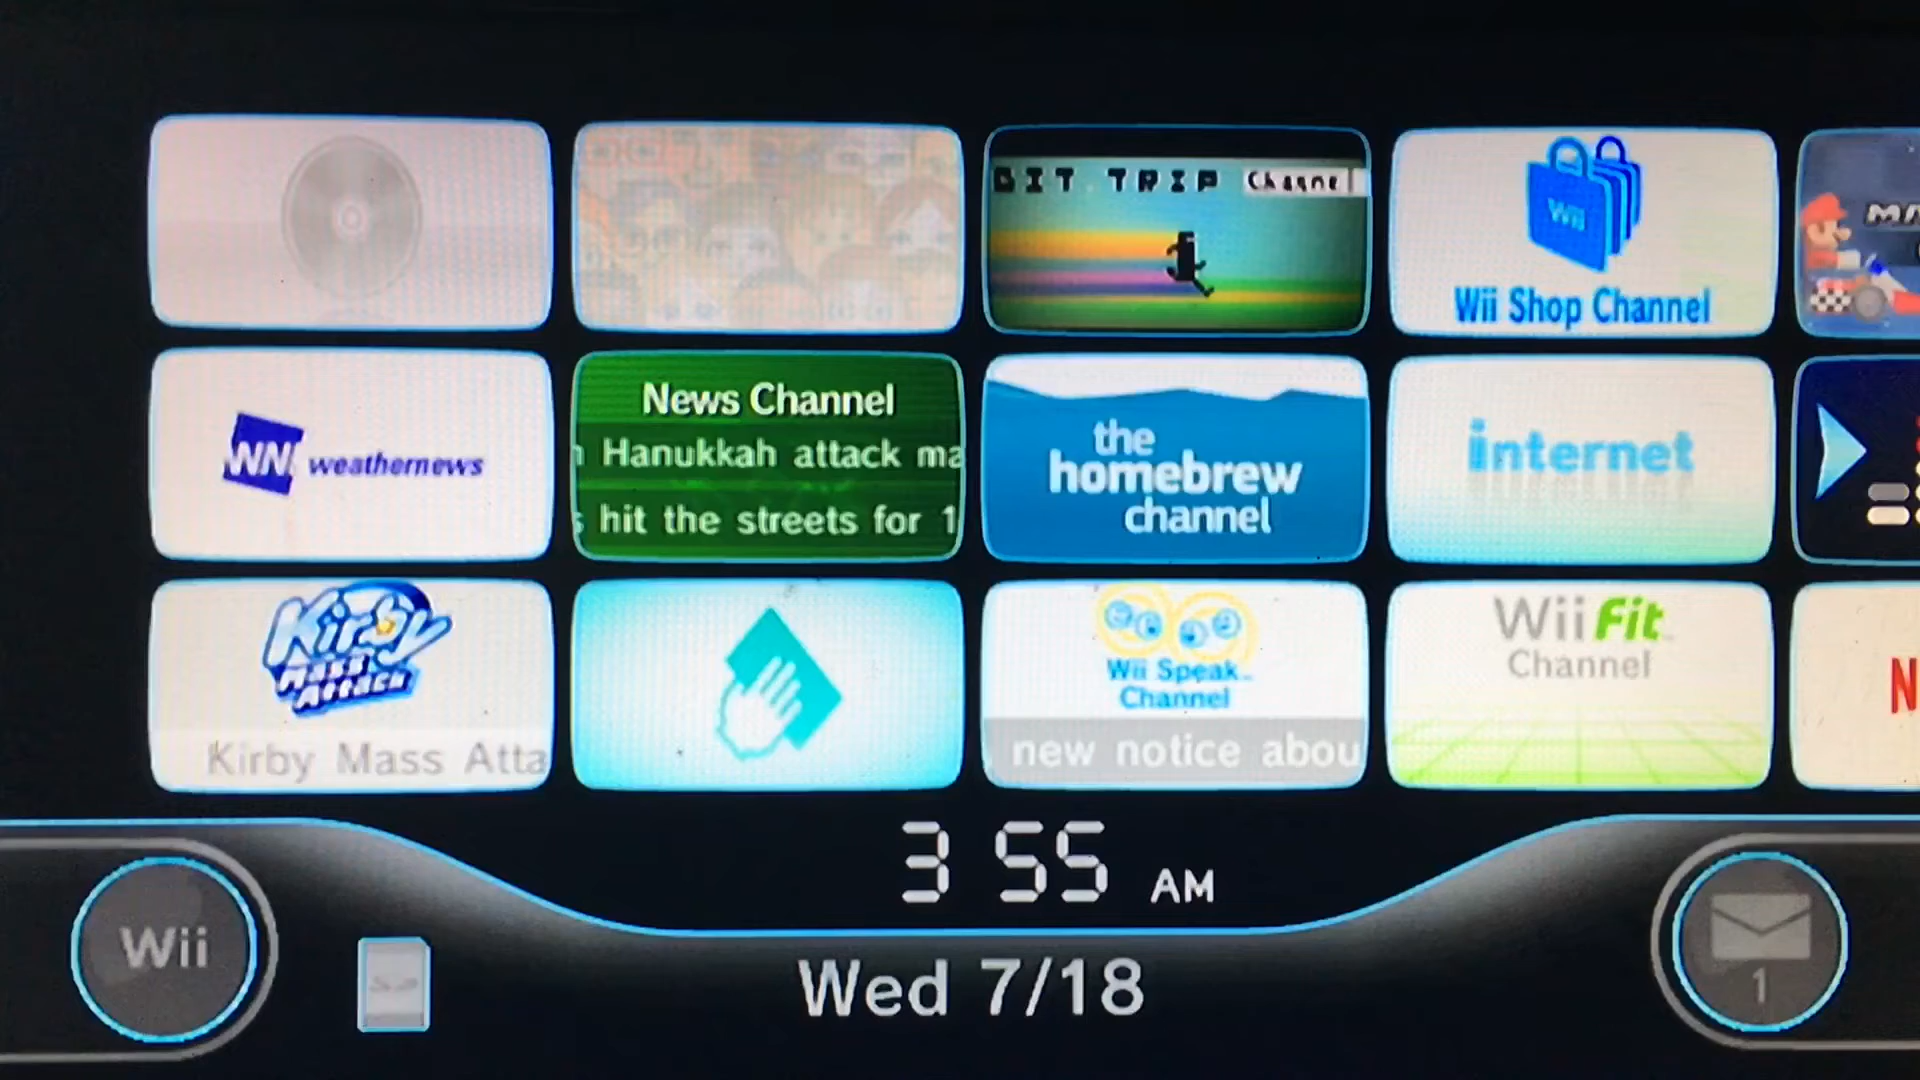 BIT TRIP Channel
Wii
Wii Shop Channel
WN weathernews
News Channel
Hanukkah attack ma
hit the streets for 1
the
homebrew
channel
internet
Kirby
Mass
Attack
Kirby Mass Atta
Wii Speak
Channel
new notice abou
Wii Fit
Channel
N
3 55 AM
Wii
Wed 7/18
1